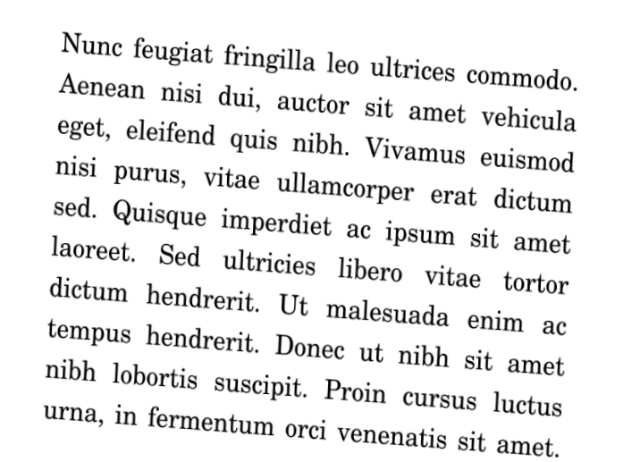 Nunc feugiat fringilla leo ultrices commodo.
Aenean nisi dui, auctor sit amet vehicula
eget, eleifend quis nibh. Vivamus euismod
nisi purus, vitae ullamcorper erat dictum
sed. Quisque imperdiet ac ipsum sit amet
laoreet. Sed ultricies libero vitae tortor
dictum hendrerit. Ut malesuada enim ac
tempus hendrerit. Donec ut nibh sit amet
nibh lobortis suscipit. Proin cursus luctus
urna, in fermentum orci venenatis sit amet.